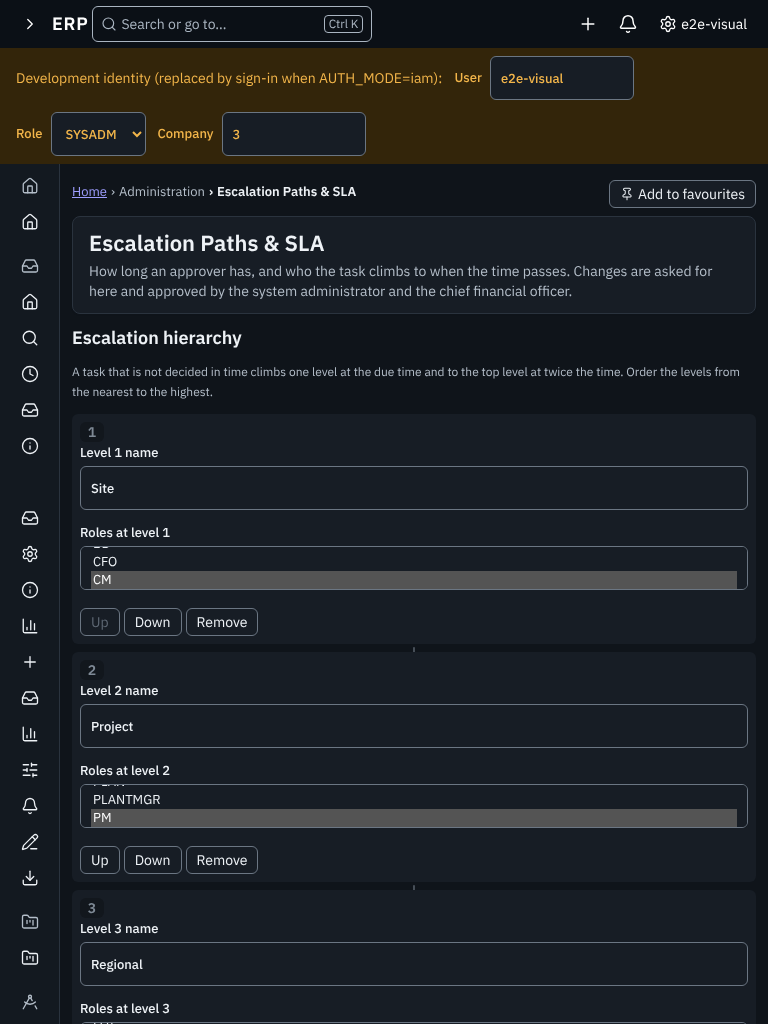 ERP
Search or go to...
Ctrl K
e2e-visual
Development identity (replaced by sign-in when AUTH_MODE=iam):
User
e2e-visual
Role
SYSADM
Company
3
Home › Administration › Escalation Paths & SLA
Add to favourites
Escalation Paths & SLA
How long an approver has, and who the task climbs to when the time passes. Changes are asked for
here and approved by the system administrator and the chief financial officer.
Escalation hierarchy
A task that is not decided in time climbs one level at the due time and to the top level at twice the time. Order the levels from
the nearest to the highest.
1
Level 1 name
Site
Roles at level 1
CFO
CM
Up
Down
Remove
2
Level 2 name
Project
Roles at level 2
PLANTMGR
PM
Up
Down
Remove
3
Level 3 name
Regional
Roles at level 3